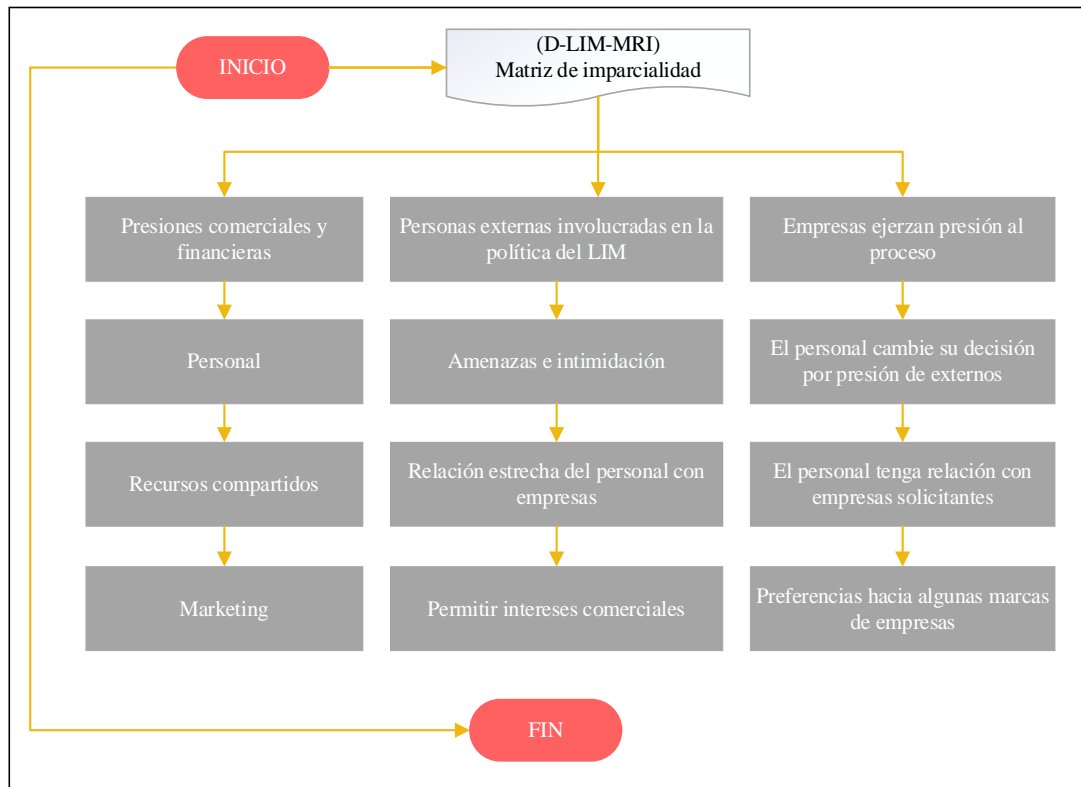 INICIO
(D-LIM-MRI)
Matriz de imparcialidad
Presiones comerciales y
financieras
Personas externas involucradas en la
política del LIM
Empresas ejerzan presión al
proceso
Personal
Amenazas e intimidación
El personal cambie su decisión
por presión de externos
Recursos compartidos
Relación estrecha del personal con
empresas
El personal tenga relación con
empresas solicitantes
Marketing
Permitir intereses comerciales
Preferencias hacia algunas marcas
de empresas
FIN